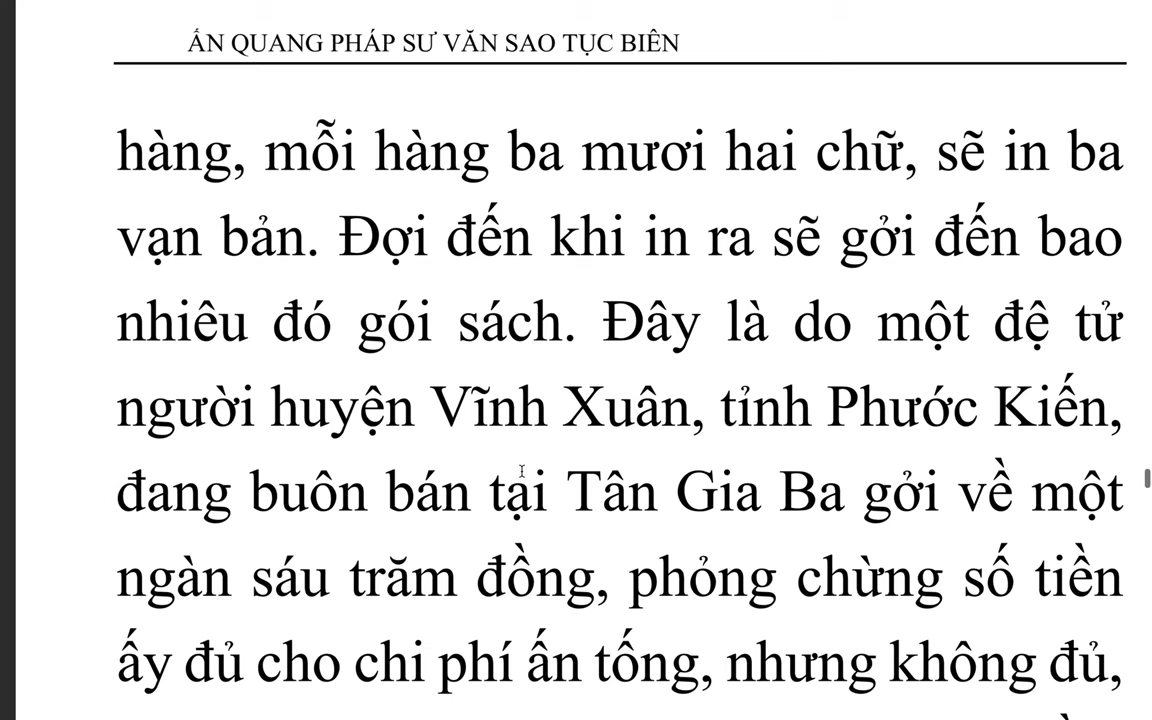 ẤN QUANG PHÁP SƯ VĂN SAO TỤC BIÊN
hàng, mỗi hàng ba mươi hai chữ, sẽ in ba
vạn bản. Đợi đến khi in ra sẽ gởi đến bao
nhiêu đó gói sách. Đây là do một đệ tử
người huyện Vĩnh Xuân, tỉnh Phước Kiến,
đang buôn bán tại Tân Gia Ba gởi về một
ngàn sáu trăm đồng, phỏng chừng số tiền
ấy đủ cho chi phí ấn tống, nhưng không đủ,